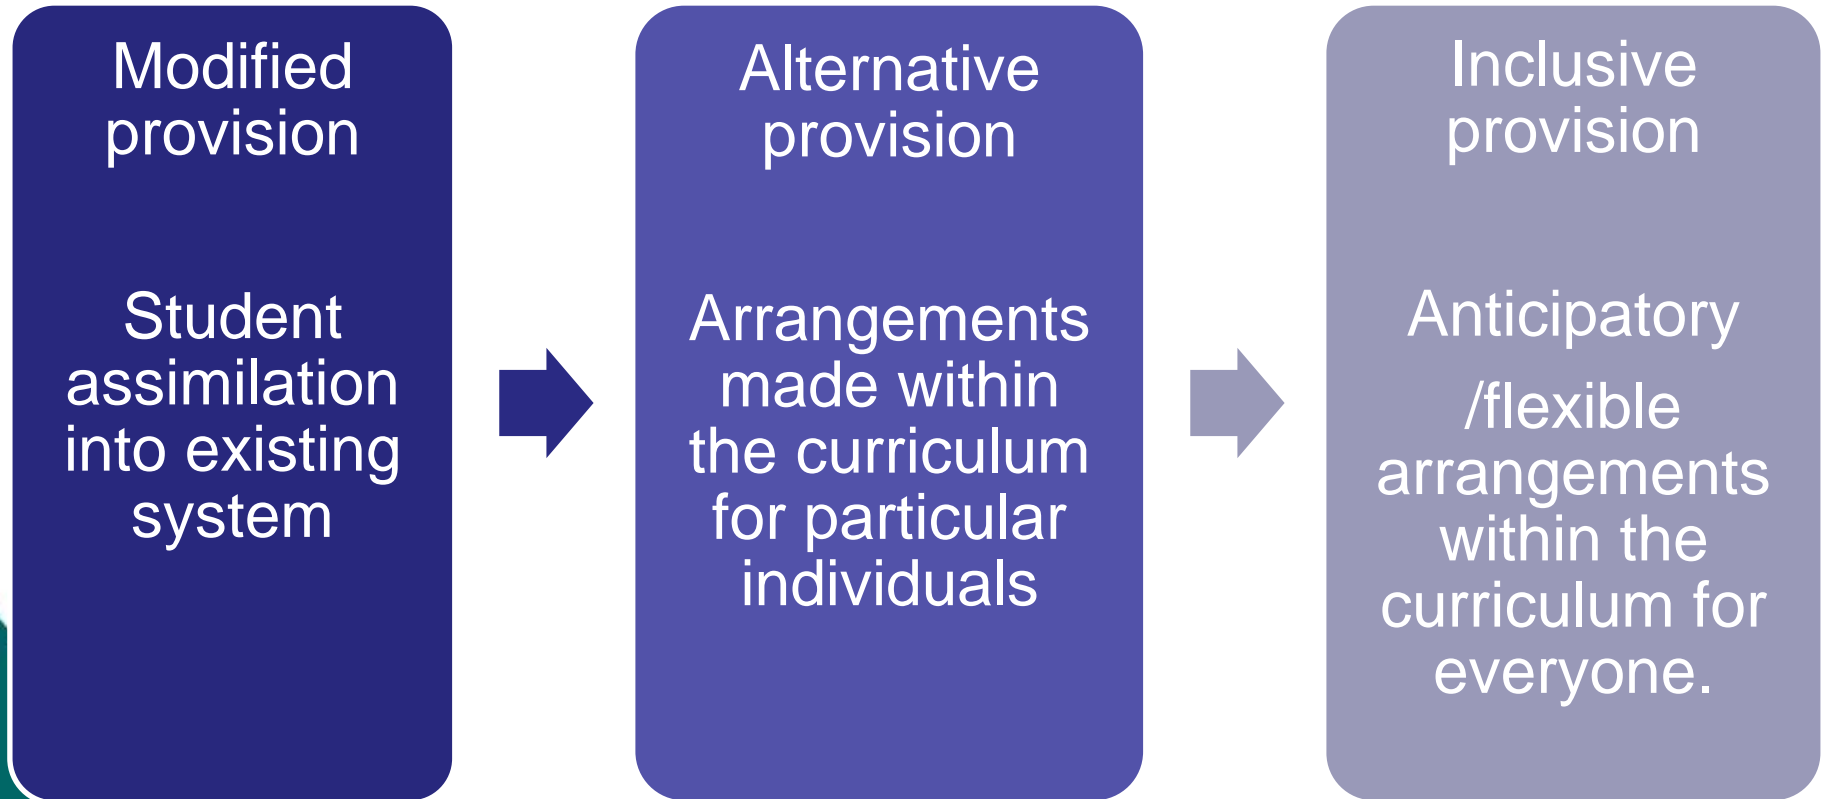 Modified
provision
Student
assimilation
into existing
system
Alternative
provision
Arrangements
made within
the curriculum
for particular
individuals
Inclusive
provision
Anticipatory
/flexible
arrangements
within the
curriculum for
everyone.